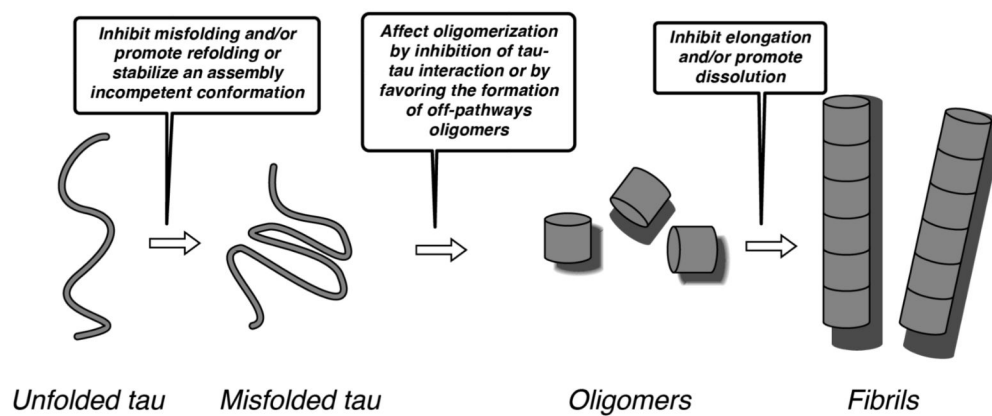 Inhibit misfolding and/or
promote refolding or
stabilize an assembly
incompetent conformation
Affect oligomerization
by inhibition of tau-
tau interaction or by
favoring the formation
of off-pathways
oligomers
Inhibit elongation
and/or promote
dissolution
Unfolded tau
Misfolded tau
Oligomers
Fibrils